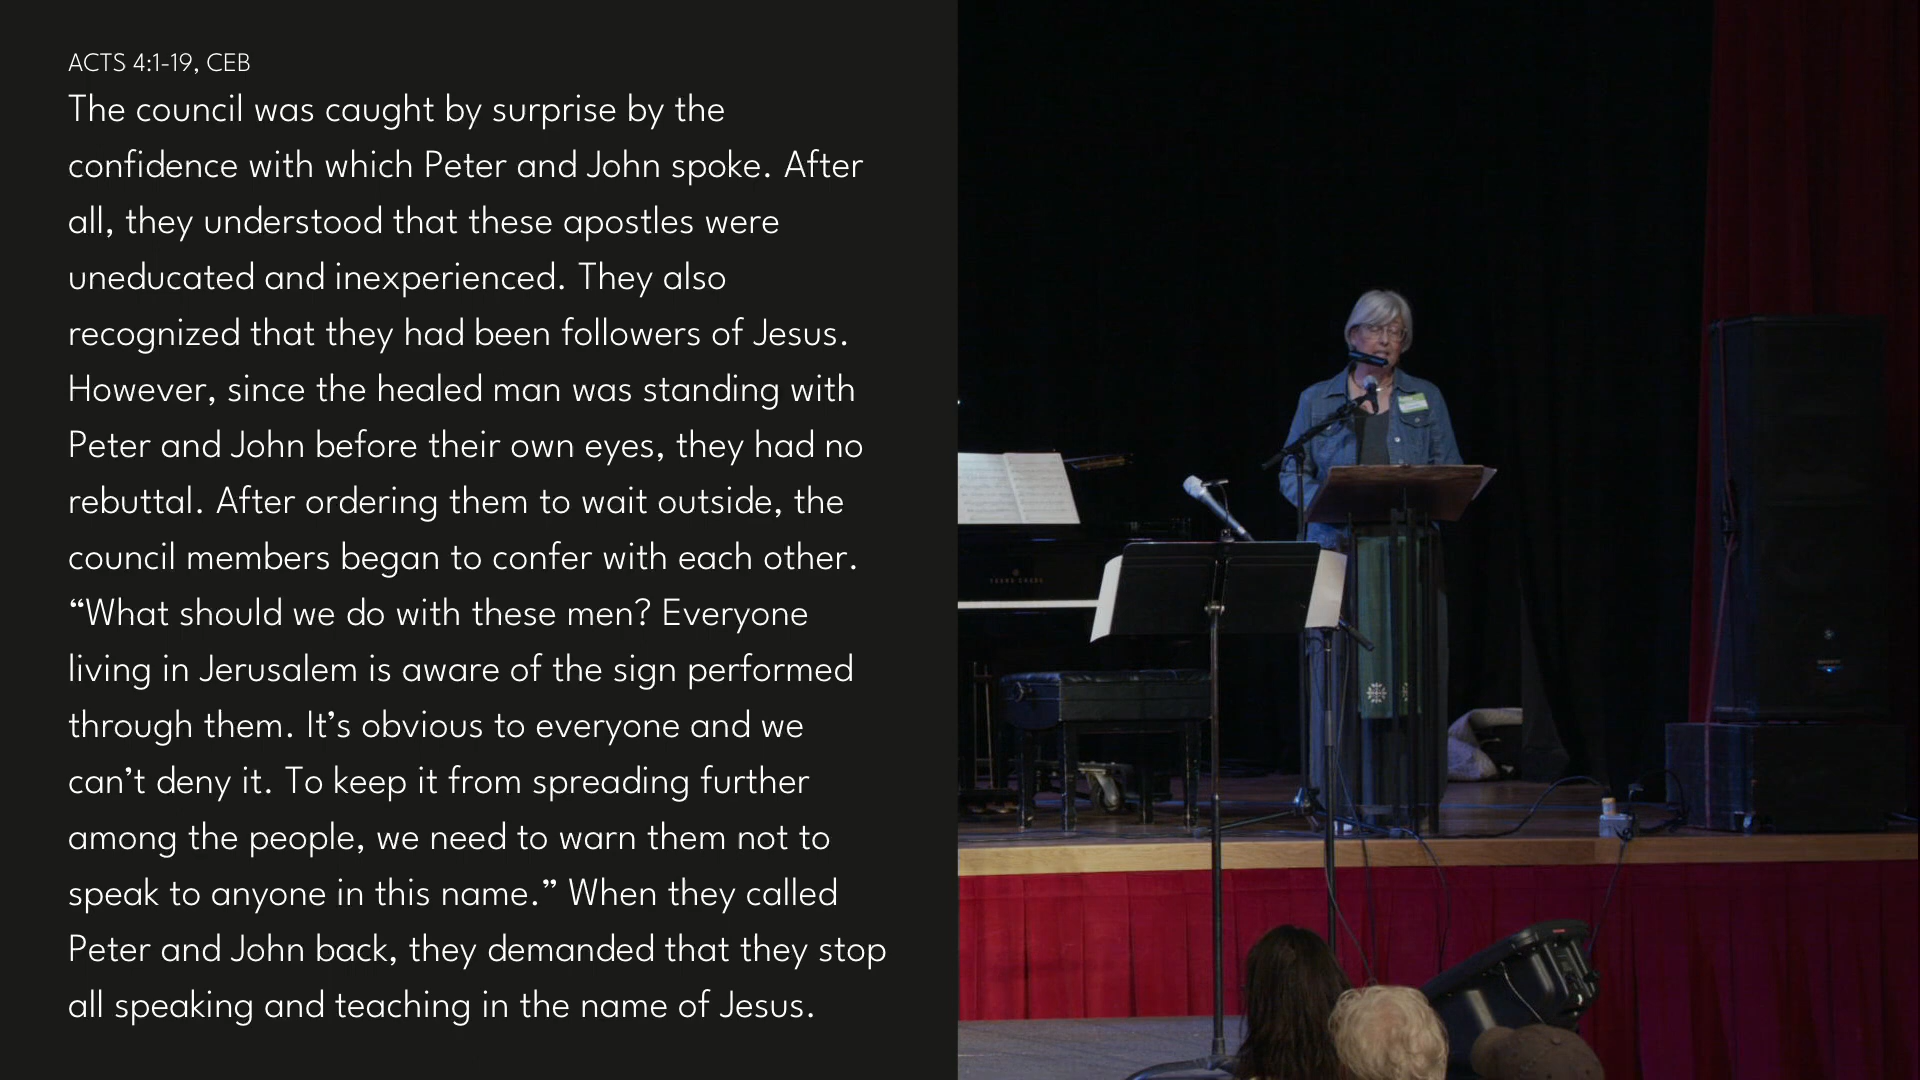 ACTS 4:1-19, CEB
The council was caught by surprise by the
confidence with which Peter and John spoke. After
all, they understood that these apostles were
uneducated and inexperienced. They also
recognized that they had been followers of Jesus.
However, since the healed man was standing with
Peter and John before their own eyes, they had no
rebuttal. After ordering them to wait outside, the
council members began to confer with each other.
“What should we do with these men? Everyone
living in Jerusalem is aware of the sign performed
through them. It’s obvious to everyone and we
can’t deny it. To keep it from spreading further
among the people, we need to warn them not to
speak to anyone in this name.” When they called
Peter and John back, they demanded that they stop
all speaking and teaching in the name of Jesus.